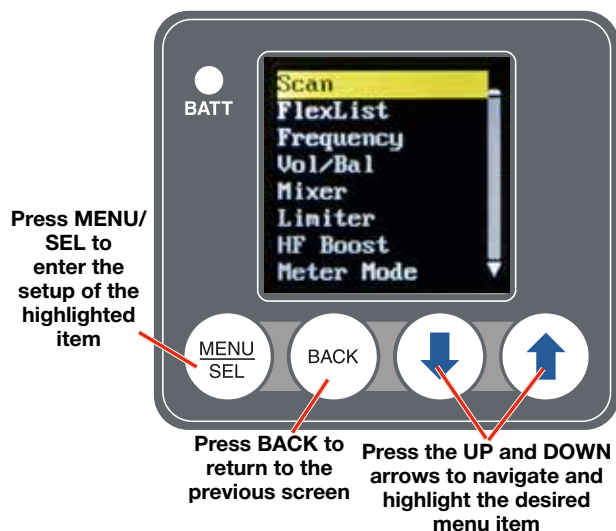 BATT
Scan
FlexList
Frequency
Vol/Bal
Mixer
Limiter
HF Boost
Meter Mode
Press MENU/
SEL to
enter the
setup of the
highlighted
item
MENU
SEL
BACK
Press BACK to
return to the
previous screen
Press the UP and DOWN
arrows to navigate and
highlight the desired
menu item